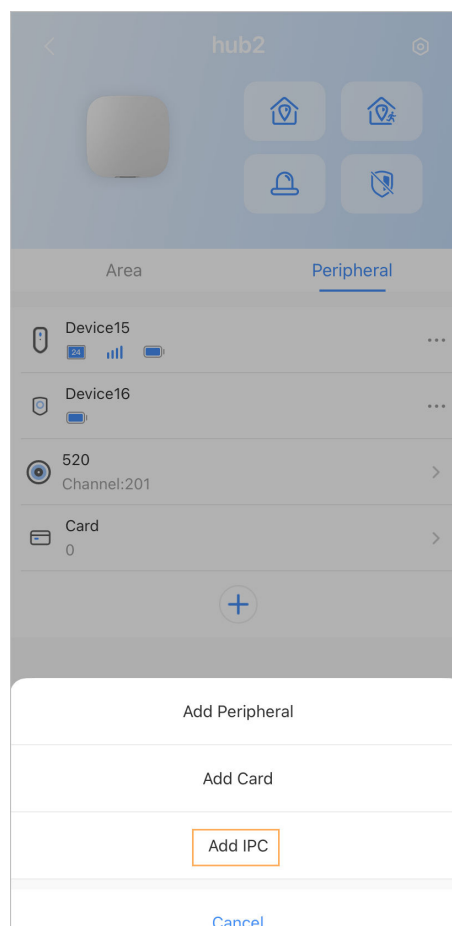 hub2
Area
Peripheral
Device15
24
Device16
520
Channel:201
Card
0
Add Peripheral
Add Card
Add IPC
Cancel